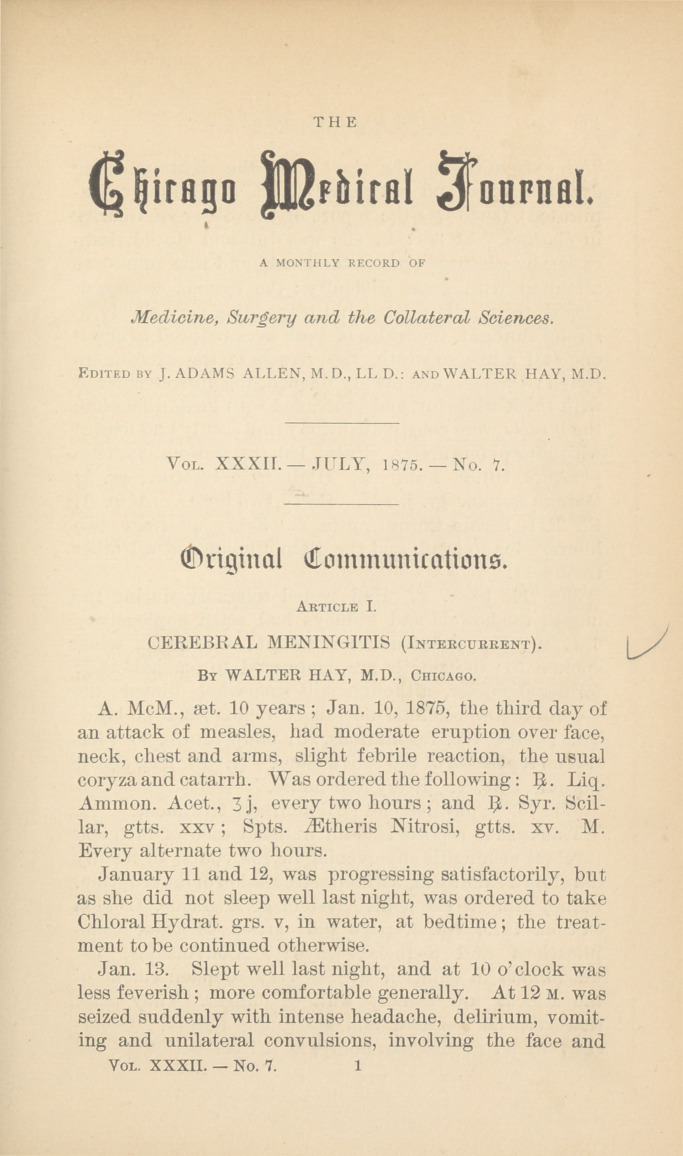 THE
Chicago Medical Journal.
A MONTHLY RECORD OF
Medicine, Surgery and the Collateral Sciences.
EDITED BY J. ADAMS ALLEN, M.D., LL D.: AND WALTER HAY, M.D.
VOL. XXXII. — JULY, 1875. — No. 7.
Original Communications.
ARTICLE I.
CEREBRAL MENINGITIS (INTERCURRENT).
BY WALTER HAY, M.D., CHICAGO.
A. McM., æt. 10 years ; Jan. 10, 1875, the third day of
an attack of measles, had moderate eruption over face,
neck, chest and arms, slight febrile reaction, the usual
coryza and catarrh. Was ordered the following : ℞. Liq.
Ammon. Acet., ʒ j, every two hours ; and ℞. Syr. Scil-
lar, gtts. xxv ; Spts. Ætheris Nitrosi, gtts. xv. M.
Every alternate two hours.
January 11 and 12, was progressing satisfactorily, but
as she did not sleep well last night, was ordered to take
Chloral Hydrat. grs. v, in water, at bedtime ; the treat-
ment to be continued otherwise.
Jan. 13. Slept well last night, and at 10 o'clock was
less feverish ; more comfortable generally. At 12 M. was
seized suddenly with intense headache, delirium, vomit-
ing and unilateral convulsions, involving the face and
VOL. XXXII. — No. 7. 1